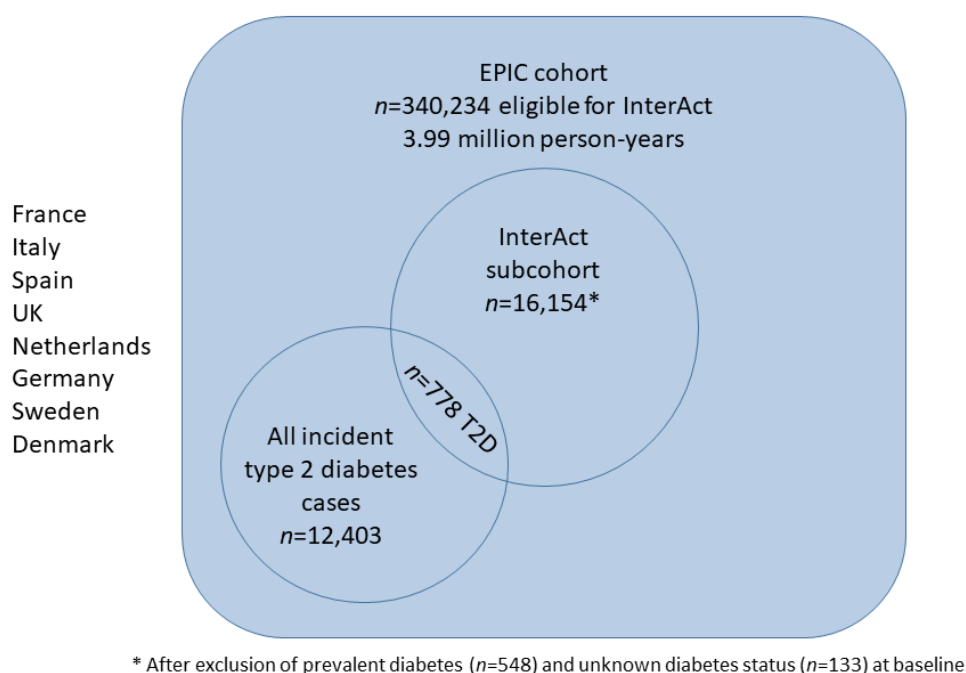 EPIC cohort
n=340,234 eligible for InterAct
3.99 million person-years
France
Italy
Spain
UK
Netherlands
Germany
Sweden
Denmark
InterAct
subcohort
n=16,154*
n=778 T2D
All incident
type 2 diabetes
cases
n=12,403
* After exclusion of prevalent diabetes (n=548) and unknown diabetes status (n=133) at baseline